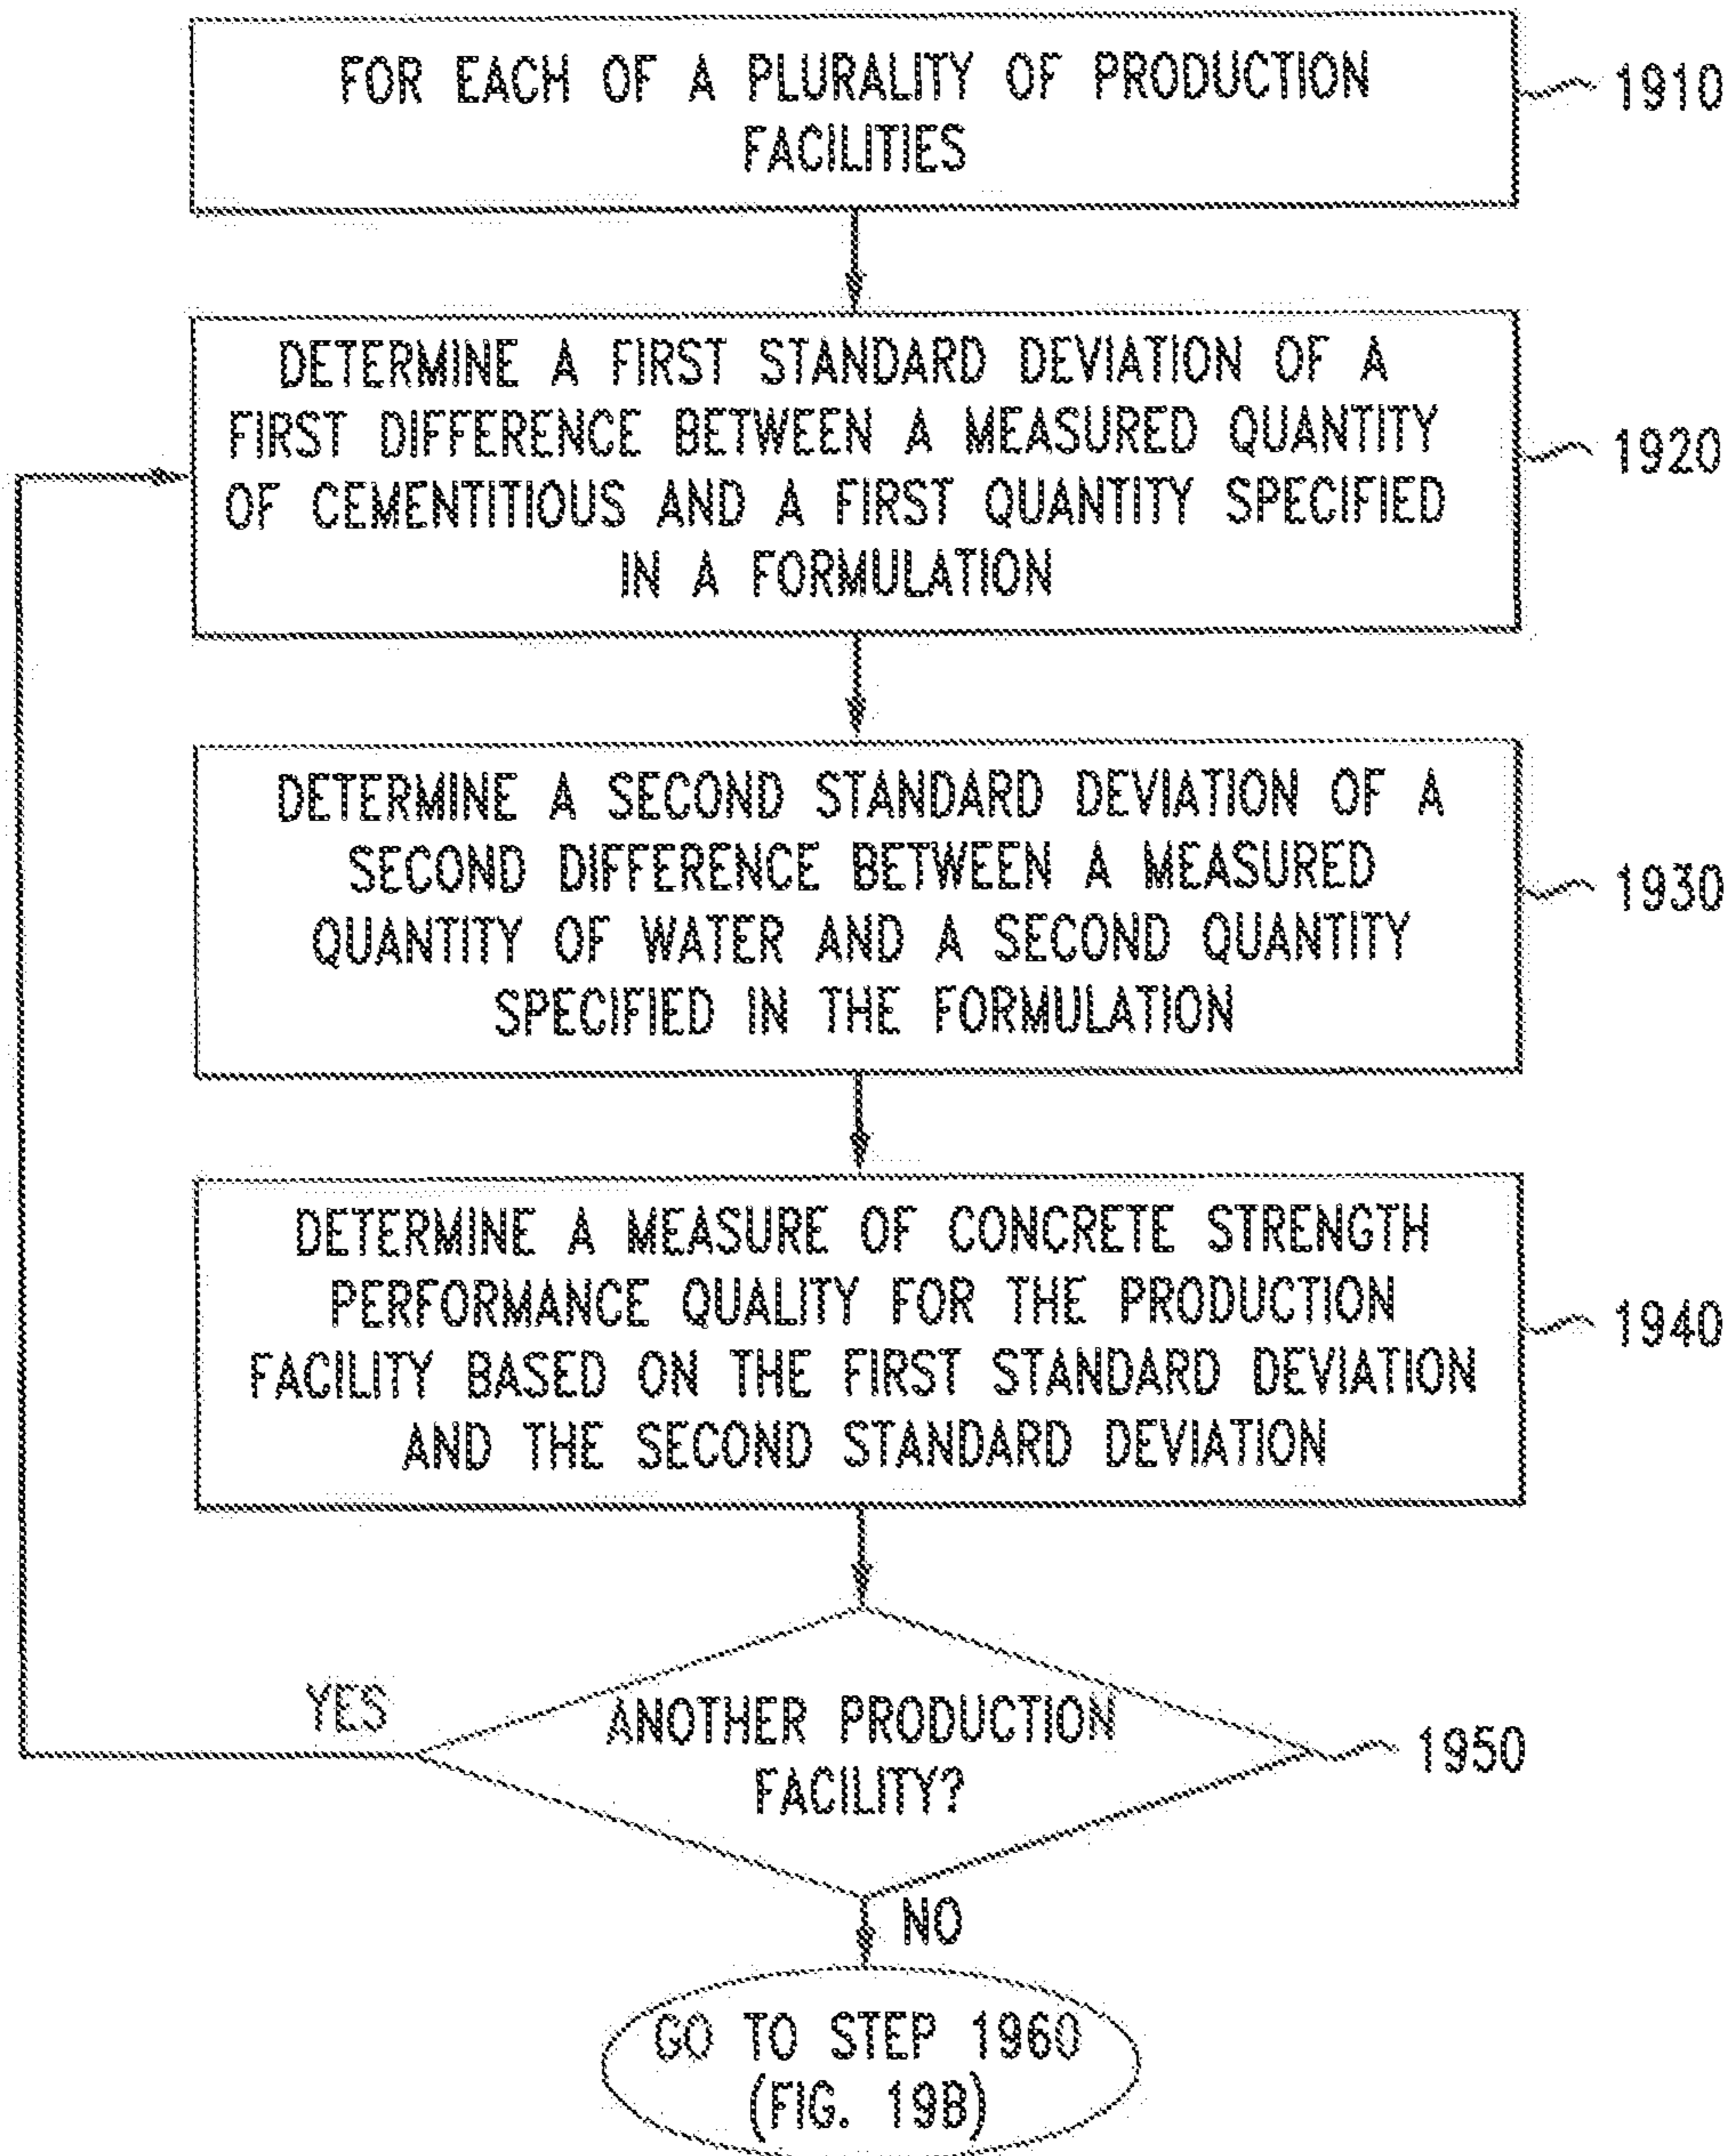 FOR EACH OF A PLURALITY OF PRODUCTION
FACILITIES
1910
DETERMINE A FIRST STANDARD DEVIATION OF A
FIRST DIFFERENCE BETWEEN A MEASURED QUANTITY
OF CEMENTITIOUS AND A FIRST QUANTITY SPECIFIED
IN A FORMULATION
1920
DETERMINE A SECOND STANDARD DEVIATION OF A
SECOND DIFFERENCE BETWEEN A MEASURED
QUANTITY OF WATER AND A SECOND QUANTITY
SPECIFIED IN THE FORMULATION
1930
DETERMINE A MEASURE OF CONCRETE STRENGTH
PERFORMANCE QUALITY FOR THE PRODUCTION
FACILITY BASED ON THE FIRST STANDARD DEVIATION
AND THE SECOND STANDARD DEVIATION
1940
YES
ANOTHER PRODUCTION
FACILITY?
1950
NO
GO TO STEP 1960
(FIG. 19B)